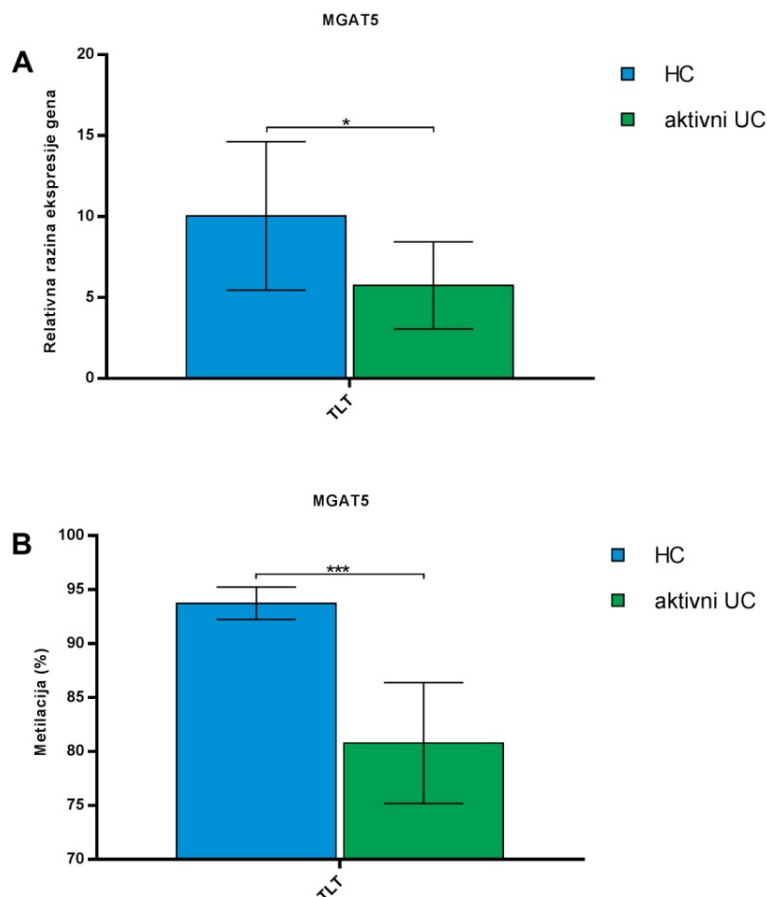 MGAT5
A
20
15
10
5
0
Relativna razina ekspresije gena
*
TLT
HC
aktivni UC
MGAT5
B
100
95
90
85
80
75
70
Metilacija (%)
***
TLT
HC
aktivni UC